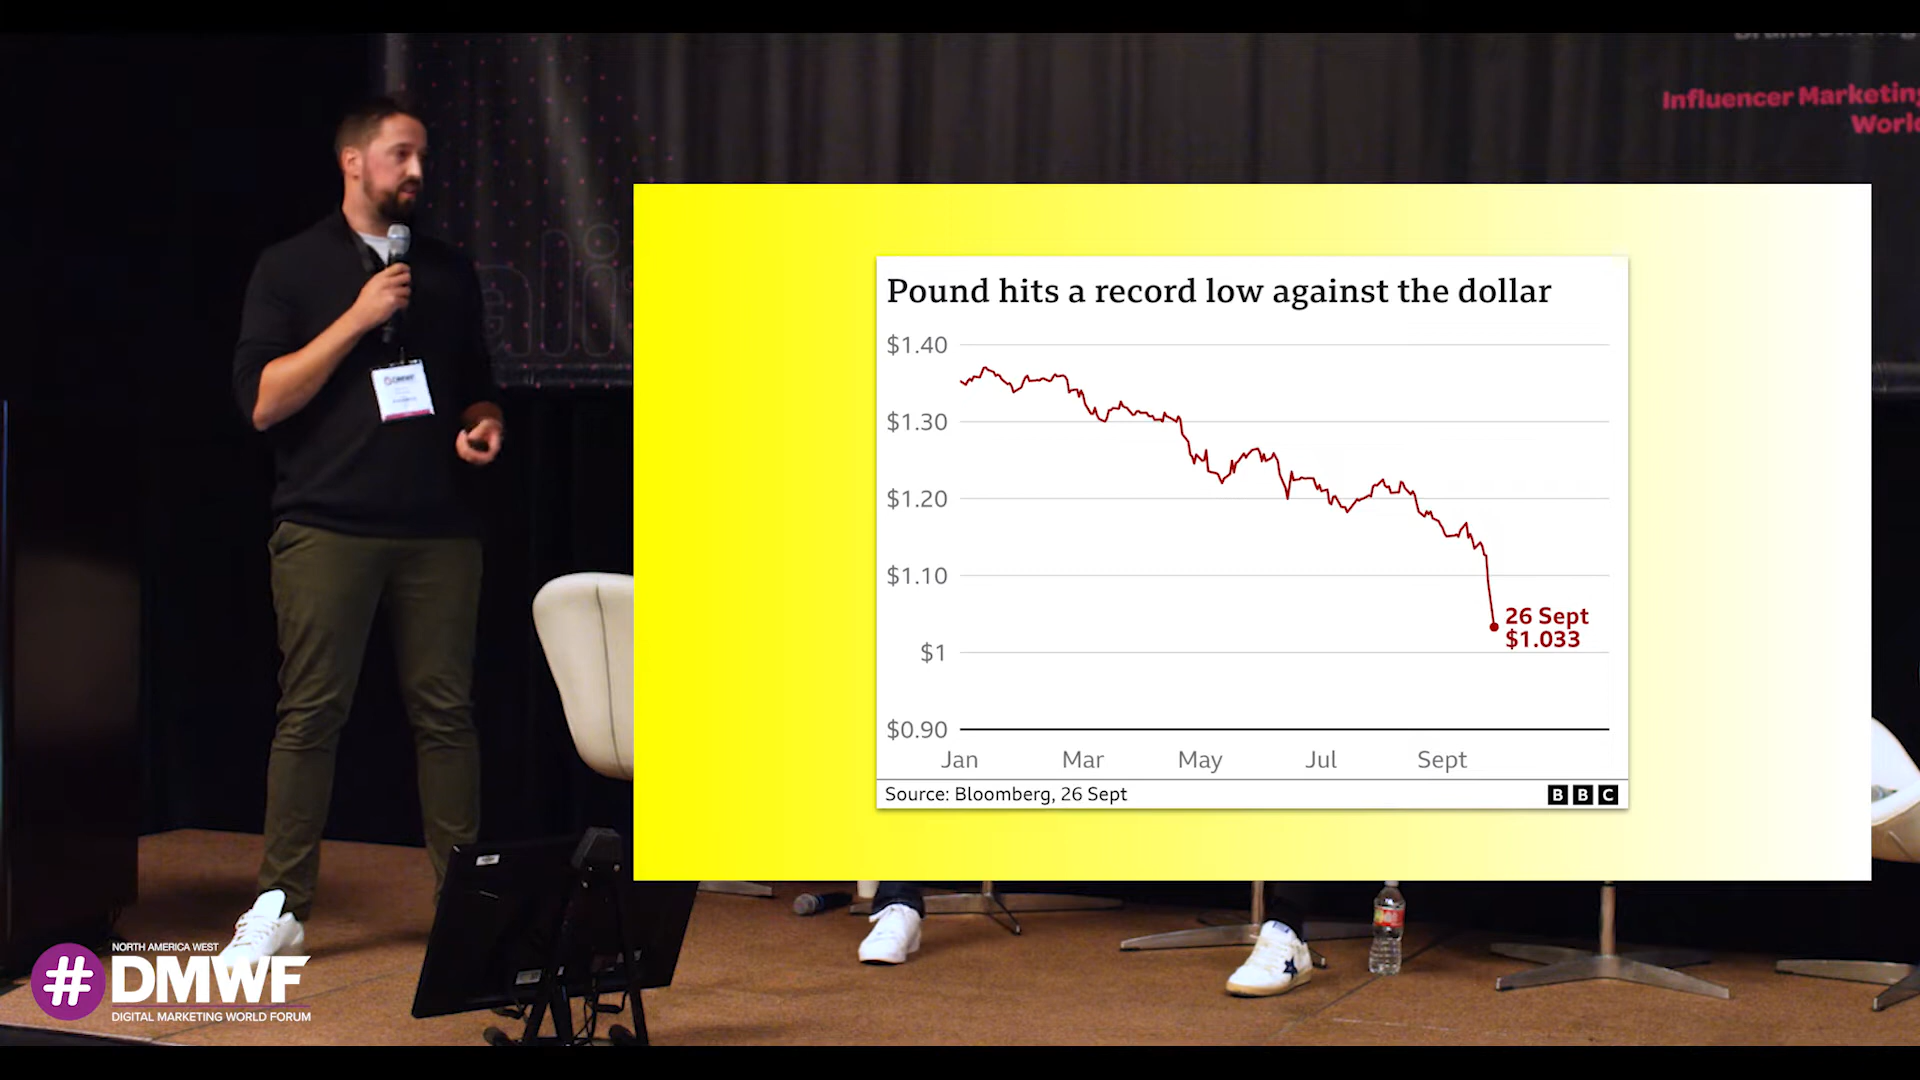 Influencer Marketing
World
DMWF
Pound hits a record low against the dollar
$1.40
$1.30
$1.20
$1.10
$1
$0.90
26 Sept
$1.033
Jan Mar May Jul Sept
Source: Bloomberg, 26 Sept
BBC
NORTH AMERICA WEST
#DMWF
DIGITAL MARKETING WORLD FORUM